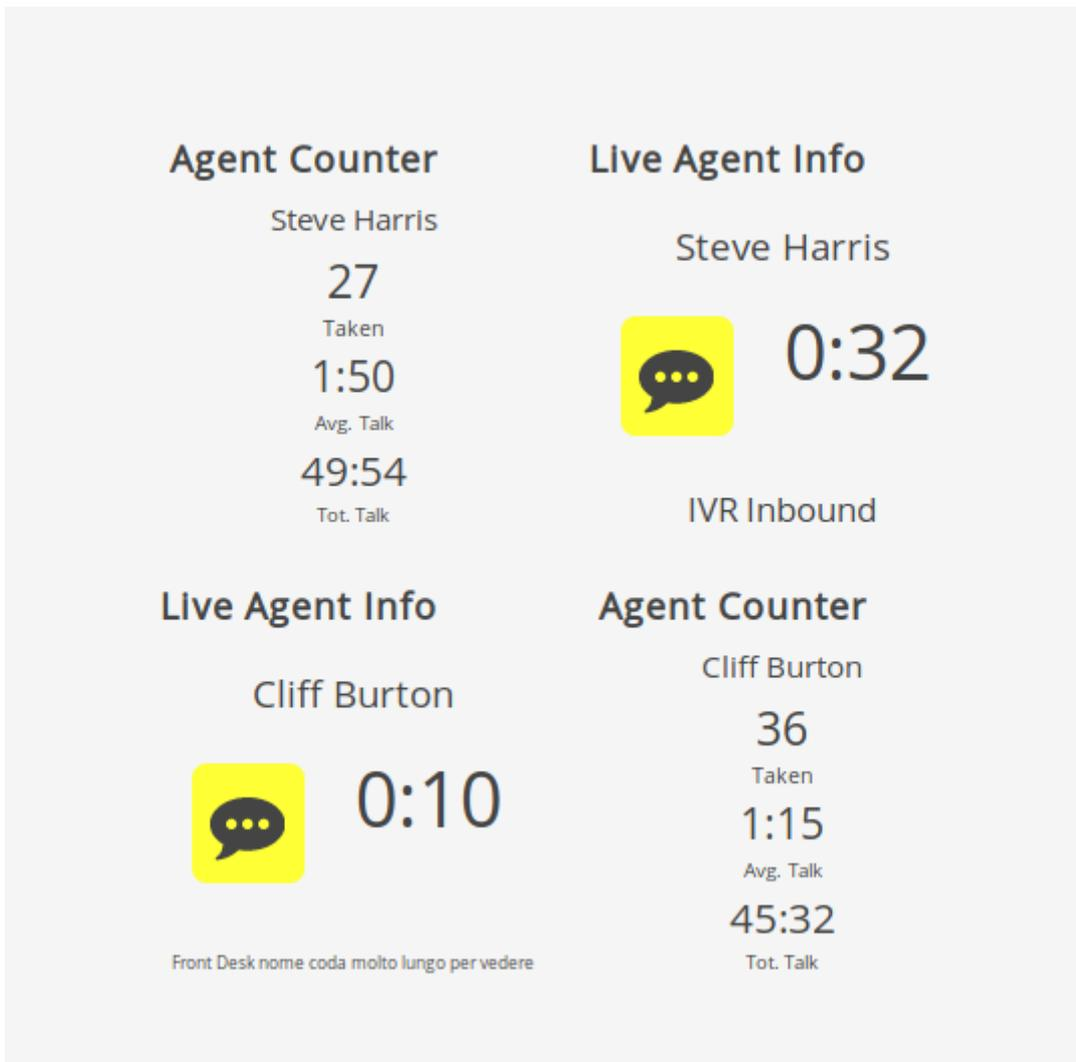 Agent Counter
Steve Harris
27
Taken
1:50
Avg. Talk
49:54
Tot. Talk
Live Agent Info
Steve Harris
0:32
IVR Inbound
Live Agent Info
Cliff Burton
0:10
Front Desk nome coda molto lungo per vedere
Agent Counter
Cliff Burton
36
Taken
1:15
Avg. Talk
45:32
Tot. Talk